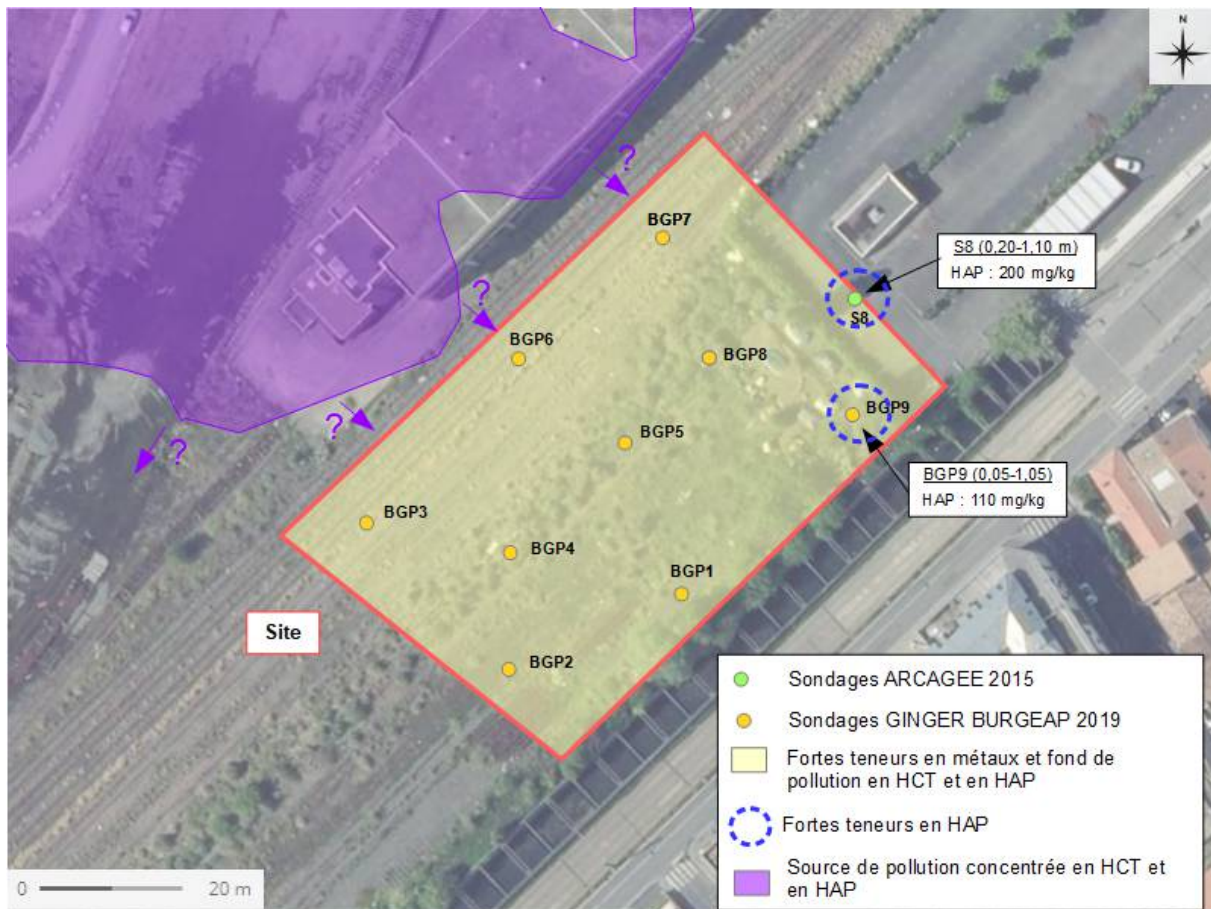 N
?
BGP7
S8 (0,20-1,10 m)
HAP : 200 mg/kg
?
S8
BGP6
BGP8
?
BGP9
?
BGP5
BGP9 (0,05-1,05)
HAP : 110 mg/kg
BGP3
BGP4
BGP1
Site
BGP2
Sondages ARCAGEE 2015
Sondages GINGER BURGEAP 2019
Fortes teneurs en métaux et fond de
pollution en HCT et en HAP
Fortes teneurs en HAP
Source de pollution concentrée en HCT et
en HAP
0 20 m